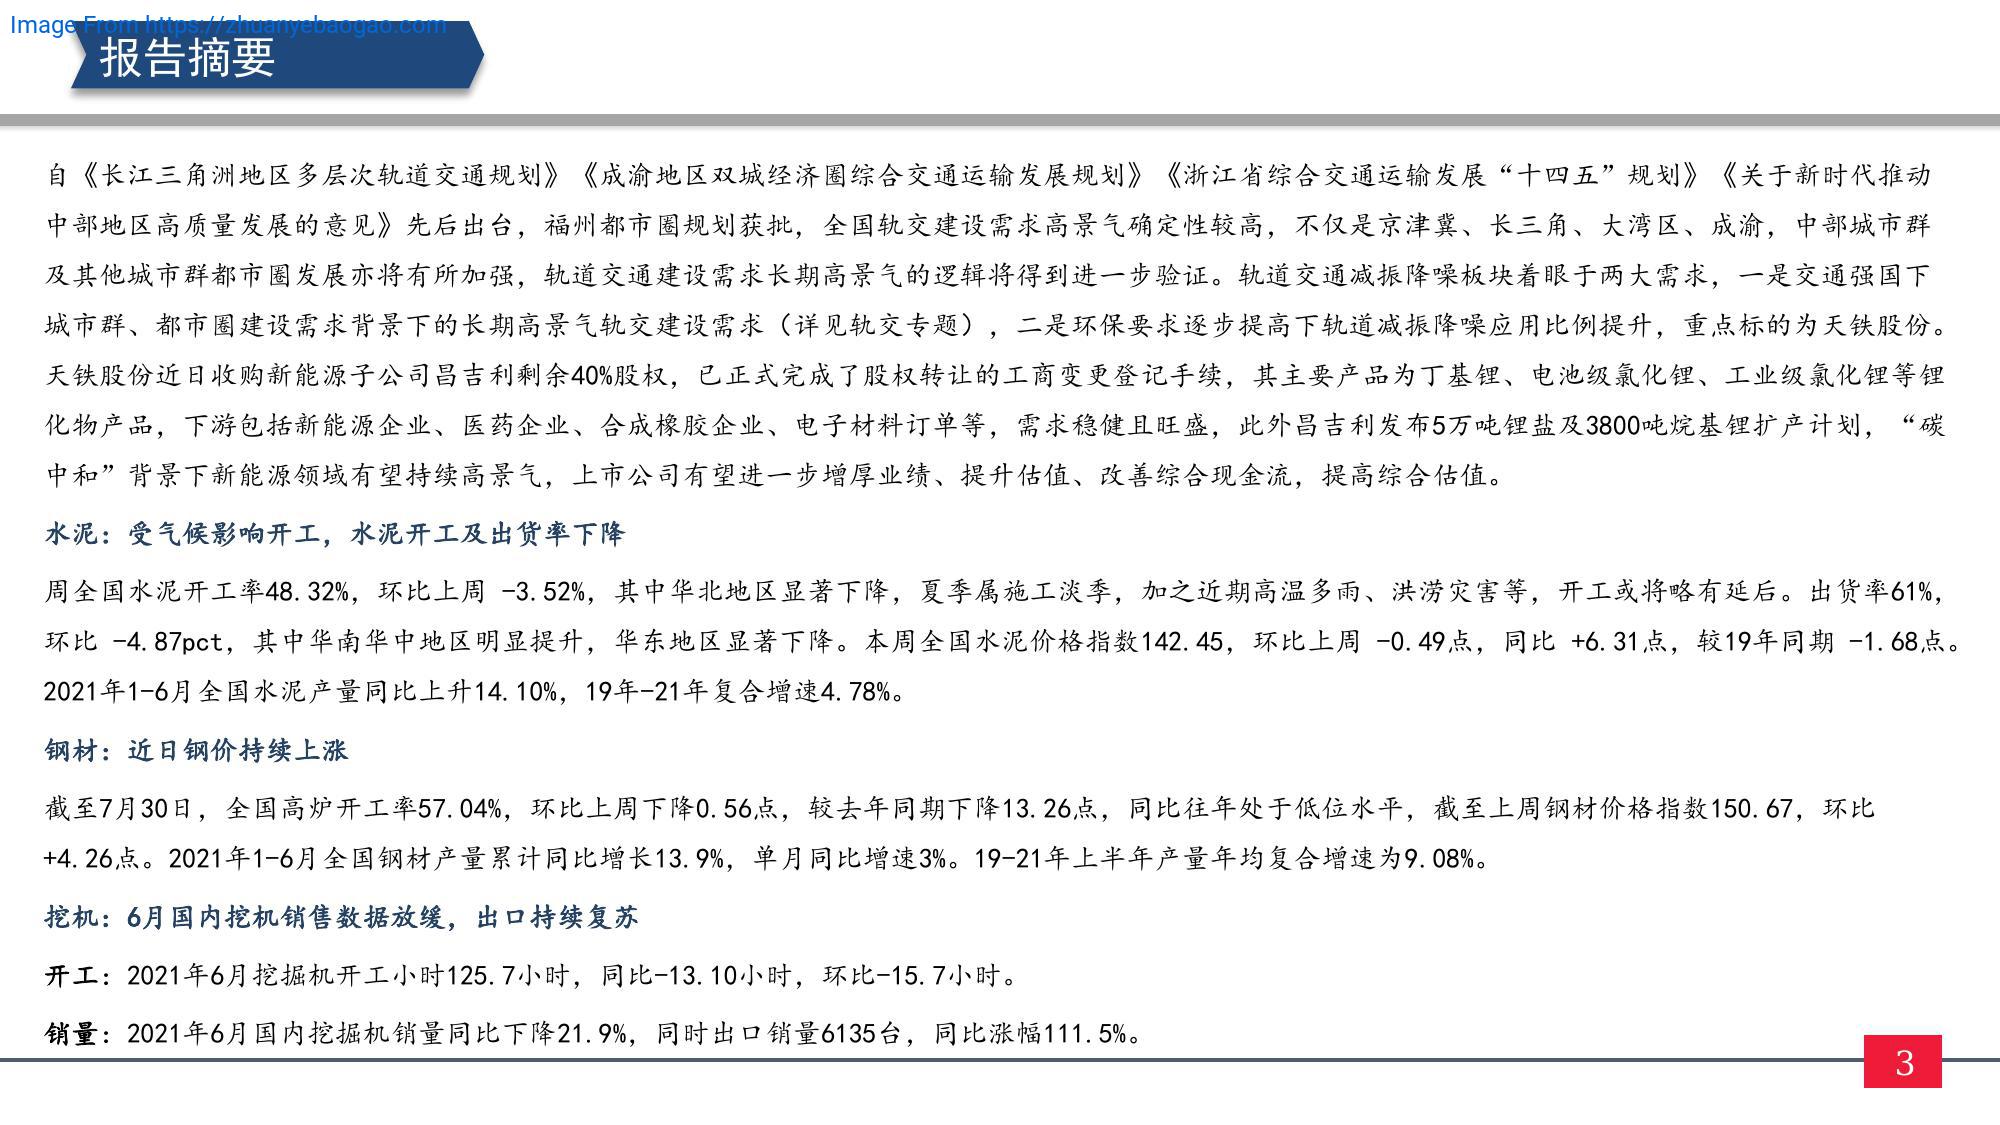 Image From https://zhuanyebaogao.com
报告摘要
自《长江三角洲地区多层次轨道交通规划》《成渝地区双城经济圈综合交通运输发展规划》《浙江省综合交通运输发展“十四五”规划》《关于新时代推动
中部地区高质量发展的意见》先后出台，福州都市圈规划获批，全国轨交建设需求高景气确定性较高，不仅是京津冀、长三角、大湾区、成渝，中部城市群
及其他城市群都市圈发展亦将有所加强，轨道交通建设需求长期高景气的逻辑将得到进一步验证。轨道交通减振降噪板块着眼于两大需求，一是交通强国下
城市群、都市圈建设需求背景下的长期高景气轨交建设需求（详见轨交专题），二是环保要求逐步提高下轨道减振降噪应用比例提升，重点标的为天铁股份。
天铁股份近日收购新能源子公司昌吉利剩余40%股权，已正式完成了股权转让的工商变更登记手续，其主要产品为丁基锂、电池级氯化锂、工业级氯化锂等锂
化物产品，下游包括新能源企业、医药企业、合成橡胶企业、电子材料订单等，需求稳健且旺盛，此外昌吉利发布5万吨锂盐及3800吨烷基锂扩产计划，“碳
中和”背景下新能源领域有望持续高景气，上市公司有望进一步增厚业绩、提升估值、改善综合现金流，提高综合估值。
水泥：受气候影响开工，水泥开工及出货率下降
周全国水泥开工率48.32%，环比上周 -3.52%，其中华北地区显著下降，夏季属施工淡季，加之近期高温多雨、洪涝灾害等，开工或将略有延后。出货率61%，
环比 -4.87pct，其中华南华中地区明显提升，华东地区显著下降。本周全国水泥价格指数142.45，环比上周 -0.49点，同比 +6.31点，较19年同期 -1.68点。
2021年1-6月全国水泥产量同比上升14.10%，19年-21年复合增速4.78%。
钢材：近日钢价持续上涨
截至7月30日，全国高炉开工率57.04%，环比上周下降0.56点，较去年同期下降13.26点，同比往年处于低位水平，截至上周钢材价格指数150.67，环比
+4.26点。2021年1-6月全国钢材产量累计同比增长13.9%，单月同比增速3%。19-21年上半年产量年均复合增速为9.08%。
挖机：6月国内挖机销售数据放缓，出口持续复苏
开工：2021年6月挖掘机开工小时125.7小时，同比-13.10小时，环比-15.7小时。
销量：2021年6月国内挖掘机销量同比下降21.9%，同时出口销量6135台，同比涨幅111.5%。
3